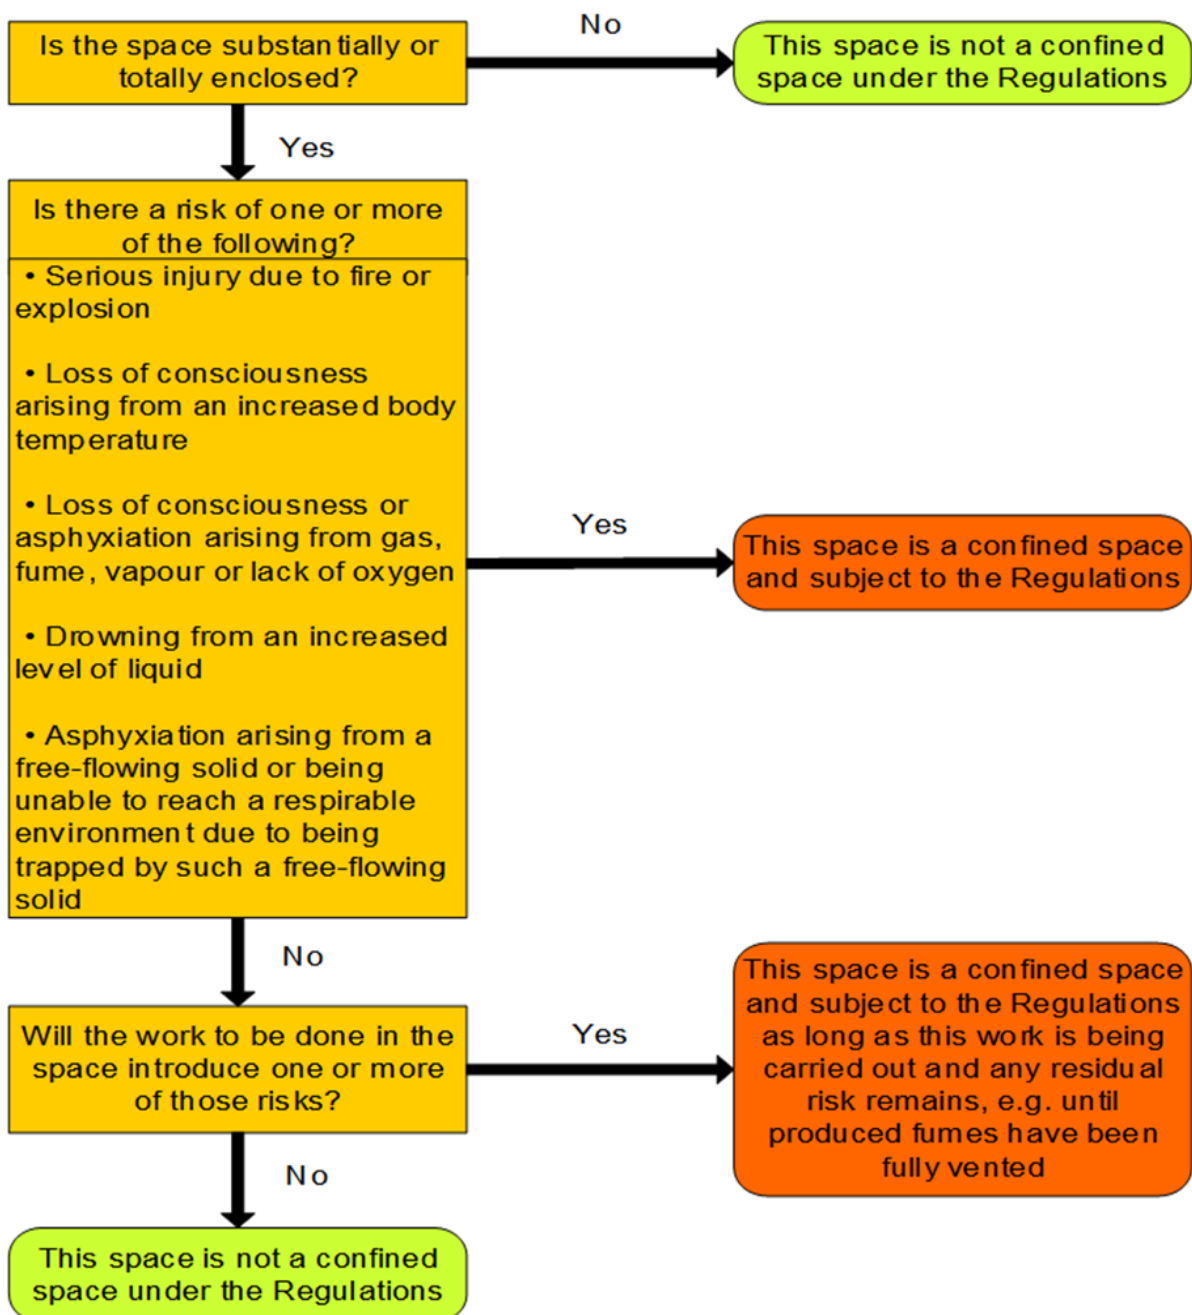 Is the space substantially or
totally enclosed?
No
This space is not a confined
space under the Regulations
Yes
Is there a risk of one or more
of the following?
• Serious injury due to fire or
explosion
• Loss of consciousness
arising from an increased body
temperature
• Loss of consciousness or
asphyxiation arising from gas,
fume, vapour or lack of oxygen
• Drowning from an increased
level of liquid
• Asphyxiation arising from a
free-flowing solid or being
unable to reach a respirable
environment due to being
trapped by such a free-flowing
solid
Yes
This space is a confined space
and subject to the Regulations
No
Will the work to be done in the
space introduce one or more
of those risks?
Yes
This space is a confined space
and subject to the Regulations
as long as this work is being
carried out and any residual
risk remains, e.g. until
produced fumes have been
fully vented
No
This space is not a confined
space under the Regulations